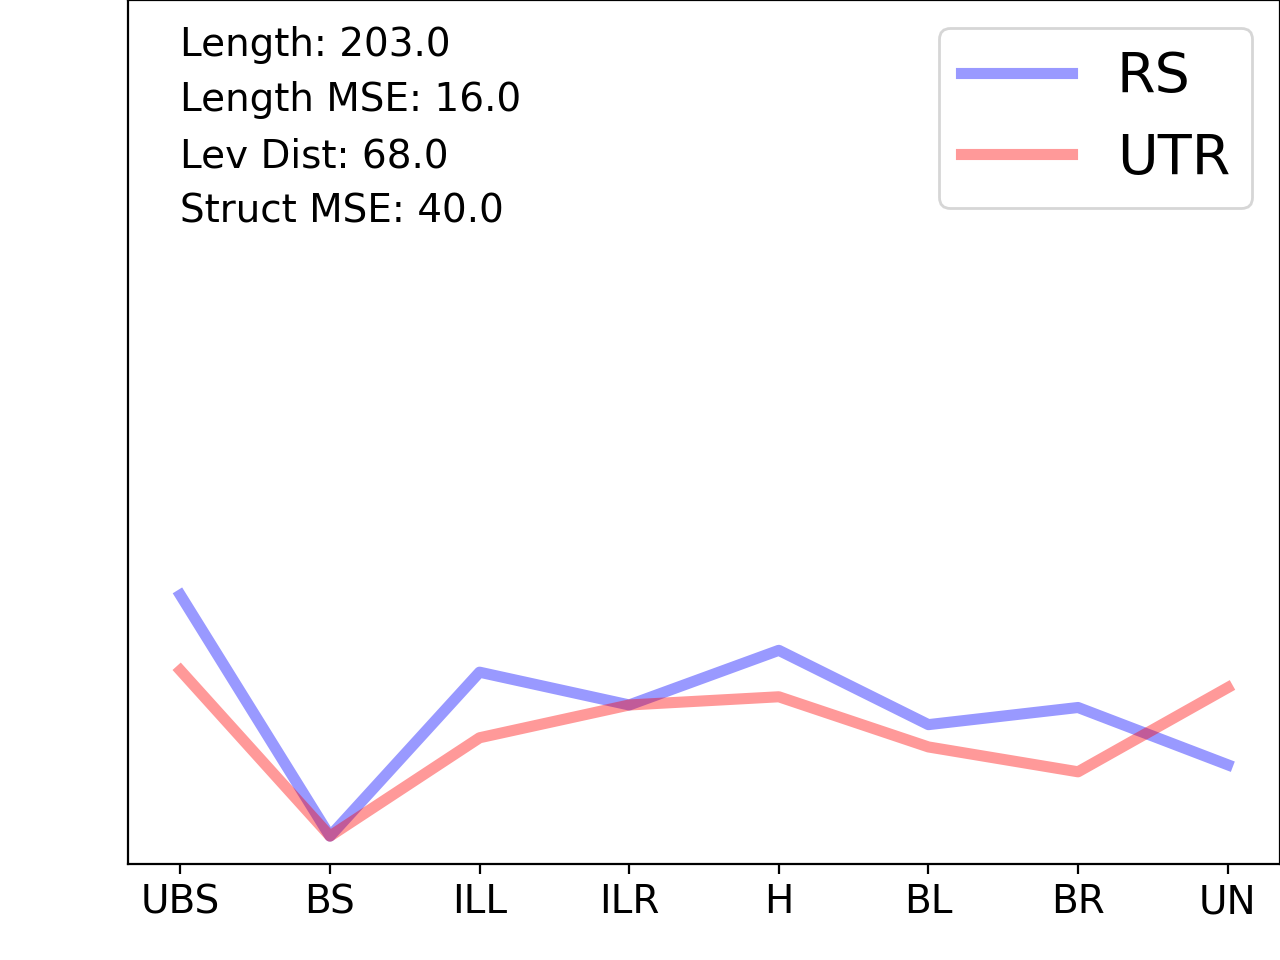 Length: 203.0
Length MSE: 16.0
Lev Dist: 68.0
Struct MSE: 40.0
RS
UTR
UBS BS ILL ILR H BL BR UN